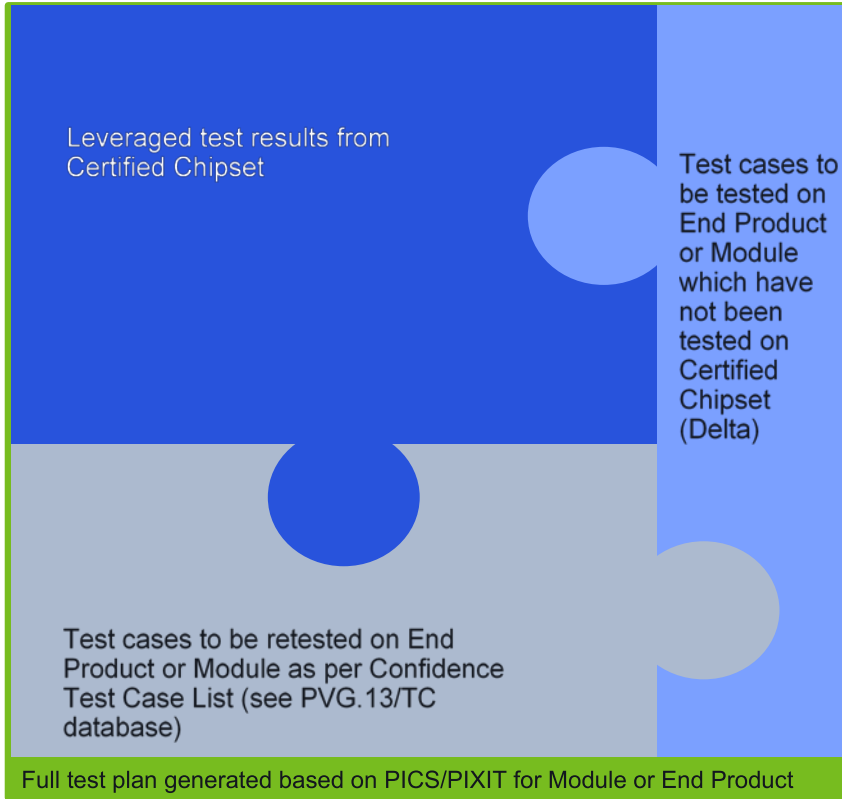 Leveraged test results from
Certified Chipset
Test cases to
be tested on
End Product
or Module
which have
not been
tested on
Certified
Chipset
(Delta)
Test cases to be retested on End
Product or Module as per Confidence
Test Case List (see PVG.13/TC
database)
Full test plan generated based on PICS/PIXIT for Module or End Product